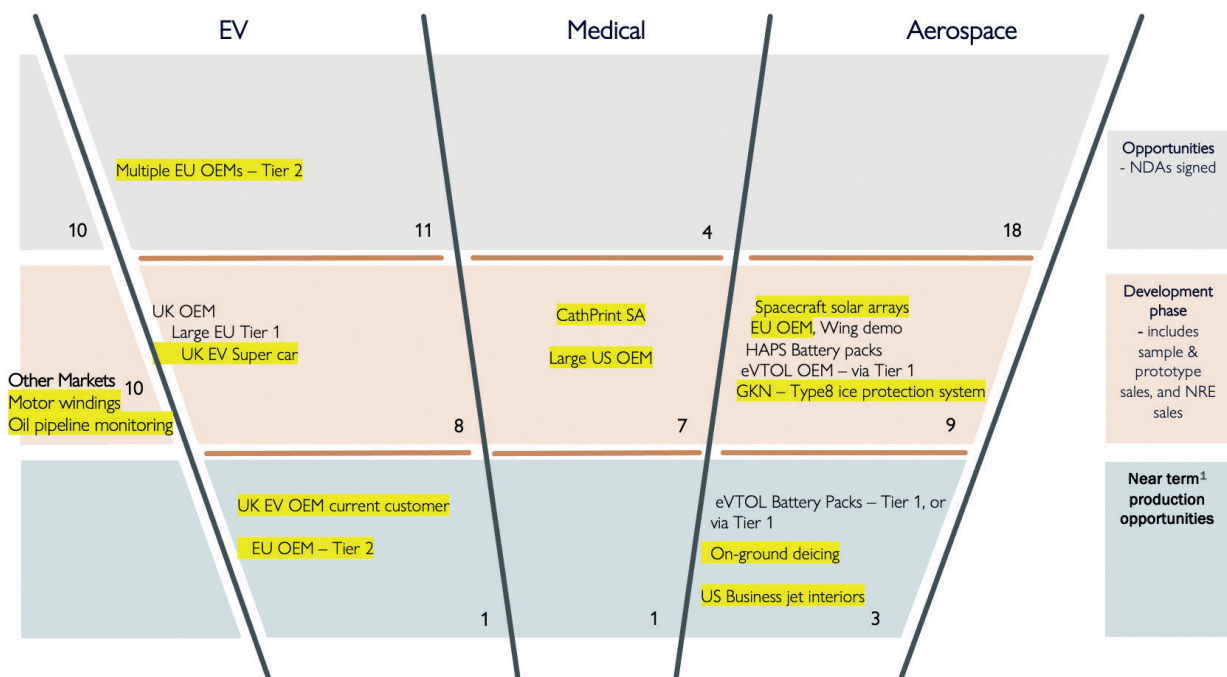 EV
Medical
Aerospace
Multiple EU OEMs – Tier 2
10
11
4
18
Opportunities
- NDAs signed
UK OEM
Large EU Tier 1
UK EV Super car
Other Markets
10
Motor windings
Oil pipeline monitoring
8
CathPrint SA
Large US OEM
7
Spacecraft solar arrays
EU OEM, Wing demo
HAPS Battery packs
eVTOL OEM – via Tier 1
GKN – Type8 ice protection system
9
Development
phase
- includes
sample &
prototype
sales, and NRE
sales
UK EV OEM current customer
EU OEM – Tier 2
1
1
eVTOL Battery Packs – Tier 1, or
via Tier 1
On-ground deicing
US Business jet interiors
3
Near term¹
production
opportunities